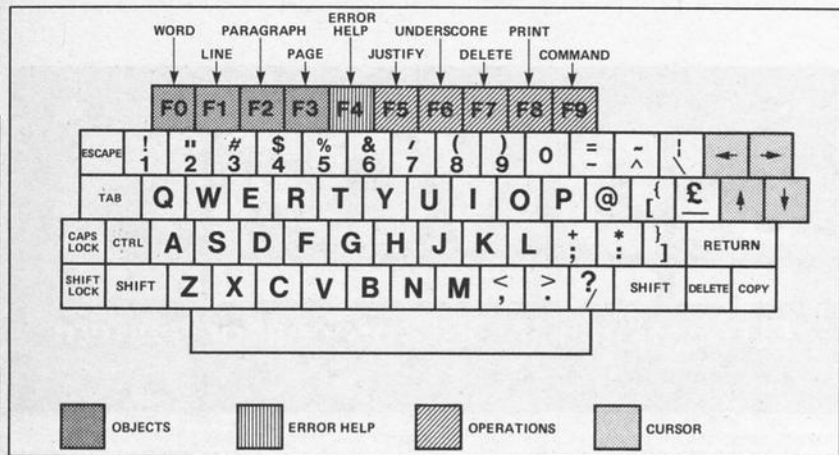 WORD PARAGRAPH ERROR HELP UNDERSCORE PRINT
LINE PAGE JUSTIFY DELETE COMMAND
F0 F1 F2 F3 F4 F5 F6 F7 F8 F9
ESCAPE ! 1 " 2 # 3 $ 4 % 5 & 6 ' 7 ( 8 ) 9 0 = - ~ ^ ¦ \ ← →
TAB Q W E R T Y U I O P @ { [ £ _ ↑ ↓
CAPS LOCK CTRL A S D F G H J K L + ; * : } ] RETURN
SHIFT LOCK SHIFT Z X C V B N M < , > . ? / SHIFT DELETE COPY
OBJECTS ERROR HELP OPERATIONS CURSOR